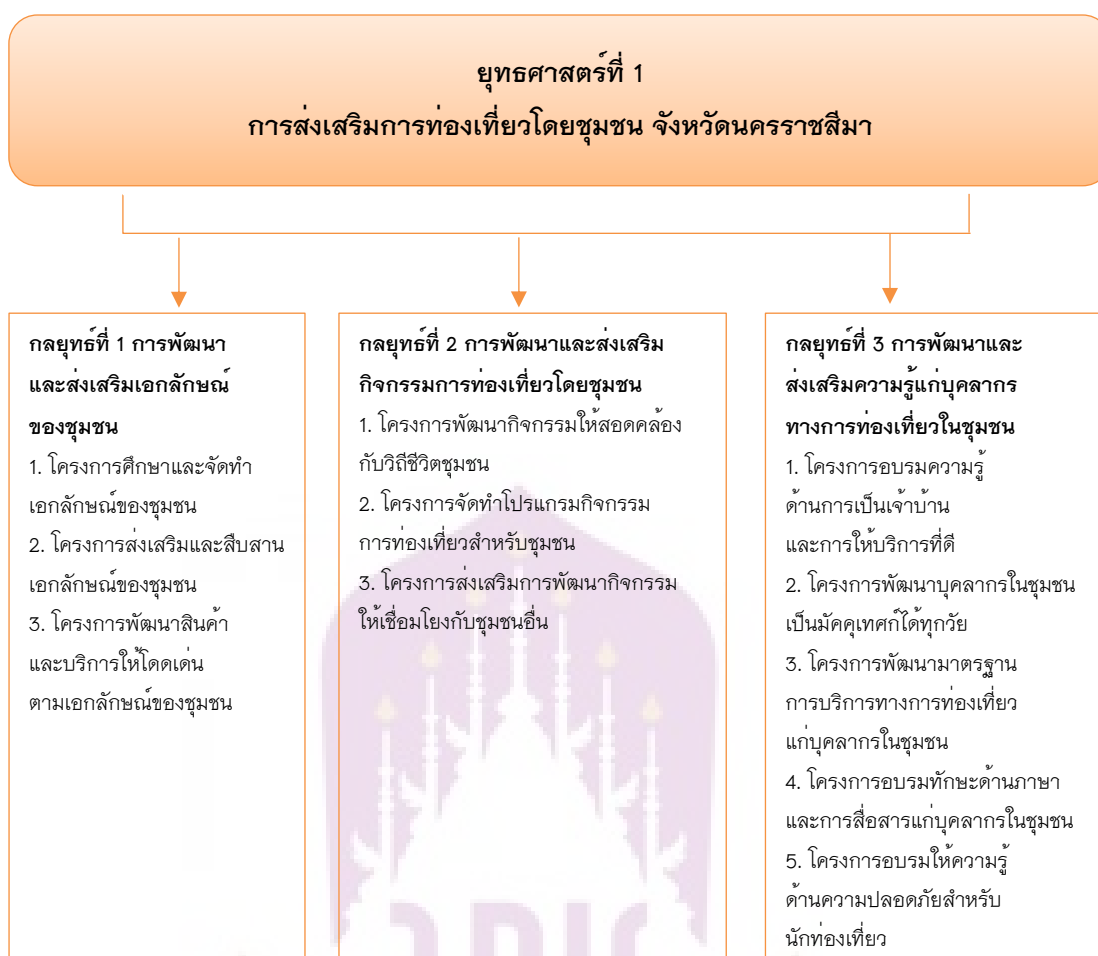 ยุทธศาสตร์ที่ 1
การส่งเสริมการท่องเที่ยวโดยชุมชน จังหวัดนครราชสีมา
กลยุทธ์ที่ 1 การพัฒนา
และส่งเสริมเอกลักษณ์
ของชุมชน
1. โครงการศึกษาและจัดทำ
เอกลักษณ์ของชุมชน
2. โครงการส่งเสริมและสืบสาน
เอกลักษณ์ของชุมชน
3. โครงการพัฒนาสินค้า
และบริการให้โดดเด่น
ตามเอกลักษณ์ของชุมชน
กลยุทธ์ที่ 2 การพัฒนาและส่งเสริม
กิจกรรมการท่องเที่ยวโดยชุมชน
1. โครงการพัฒนากิจกรรมให้สอดคล้อง
กับวิถีชีวิตชุมชน
2. โครงการจัดทำโปรแกรมกิจกรรม
การท่องเที่ยวสำหรับชุมชน
3. โครงการส่งเสริมการพัฒนากิจกรรม
ให้เชื่อมโยงกับชุมชนอื่น
กลยุทธ์ที่ 3 การพัฒนาและ
ส่งเสริมความรู้แก่บุคลากร
ทางการท่องเที่ยวในชุมชน
1. โครงการอบรมความรู้
ด้านการเป็นเจ้าบ้าน
และการให้บริการที่ดี
2. โครงการพัฒนาบุคลากรในชุมชน
เป็นมัคคุเทศก์ได้ทุกวัย
3. โครงการพัฒนามาตรฐาน
การบริการทางการท่องเที่ยว
แก่บุคลากรในชุมชน
4. โครงการอบรมทักษะด้านภาษา
และการสื่อสารแก่บุคลากรในชุมชน
5. โครงการอบรมให้ความรู้
ด้านความปลอดภัยสำหรับ
นักท่องเที่ยว